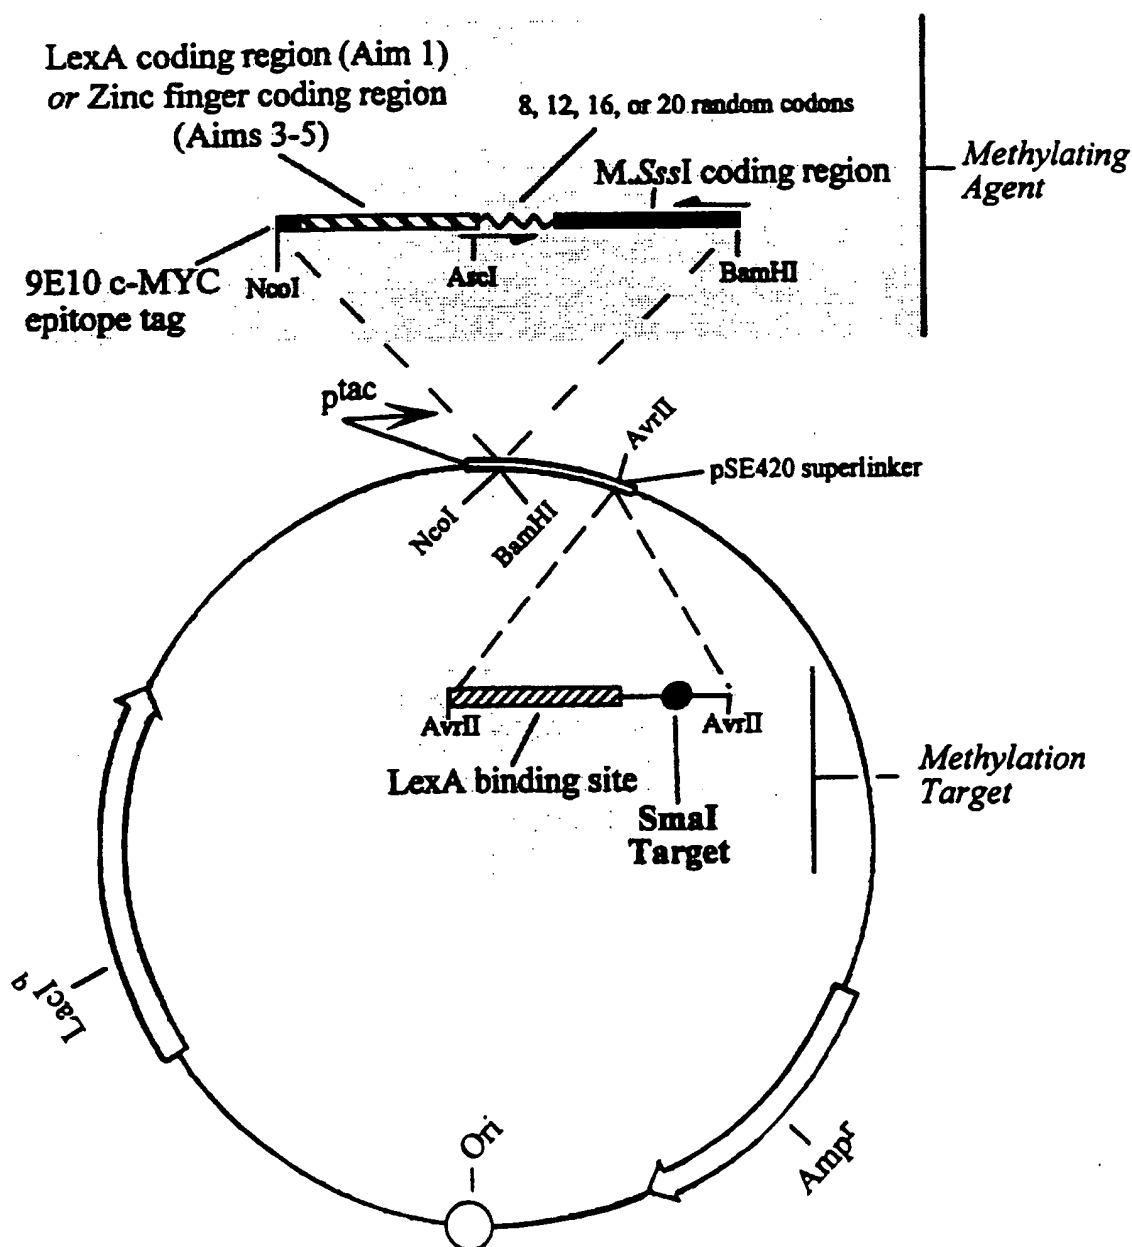 LexA coding region (Aim 1)
or Zinc finger coding region
(Aims 3-5)
8, 12, 16, or 20 random codons
M.SssI coding region
Methylating
Agent
9E10 c-MYC
epitope tag
NcoI
AscI
BamHI
ptac
AvrII
pSE420 superlinker
NcoI
BamHI
AvrII
AvrII
LexA binding site
SmaI
Target
Methylation
Target
LacI q
Ori
Ampr